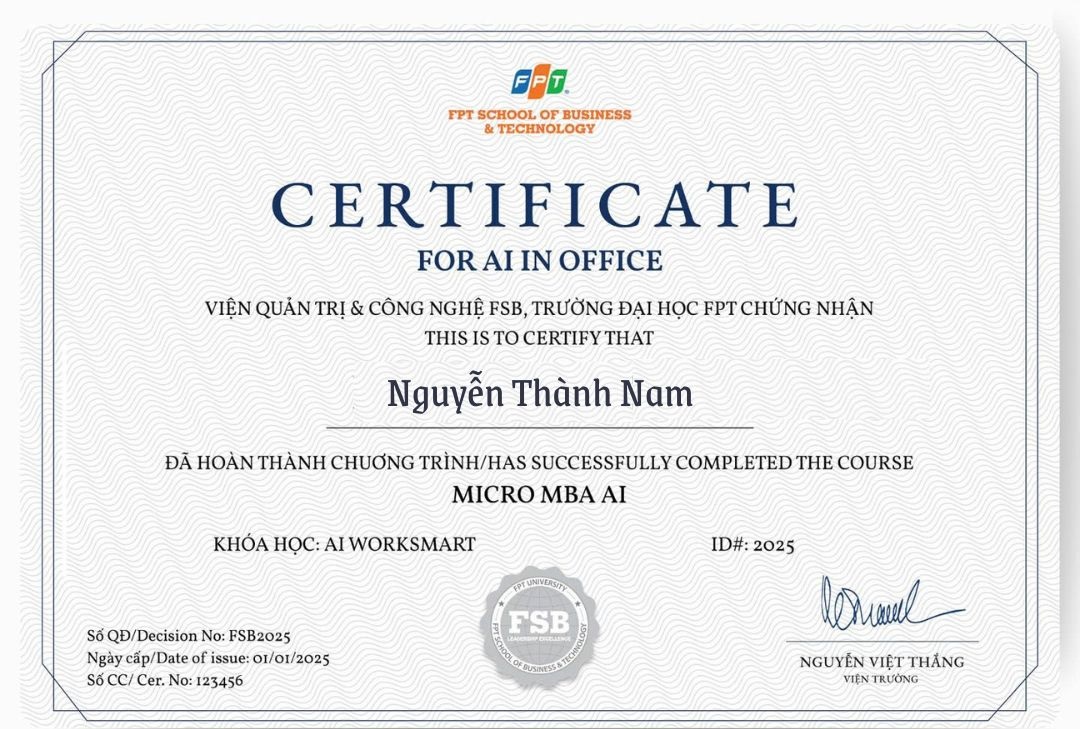 FPT
FPT SCHOOL OF BUSINESS
& TECHNOLOGY
CERTIFICATE
FOR AI IN OFFICE
VIỆN QUẢN TRỊ & CÔNG NGHỆ FSB, TRƯỜNG ĐẠI HỌC FPT CHỨNG NHẬN
THIS IS TO CERTIFY THAT
Nguyễn Thành Nam
ĐÃ HOÀN THÀNH CHƯƠNG TRÌNH/HAS SUCCESSFULLY COMPLETED THE COURSE
MICRO MBA AI
KHÓA HỌC: AI WORKSMART
ID#: 2025
FPT UNIVERSITY
FSB
LEADERSHIP EXCELLENCE
FPT SCHOOL OF BUSINESS & TECHNOLOGY
Số QĐ/Decision No: FSB2025
Ngày cấp/Date of issue: 01/01/2025
Số CC/ Cer. No: 123456
NGUYỄN VIỆT THẮNG
VIỆN TRƯỞNG